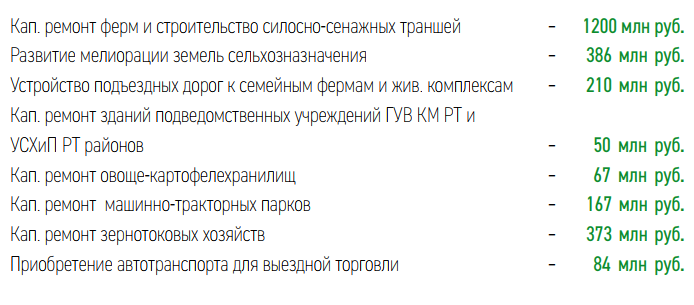 Кап. ремонт ферм и строительство силосно-сенажных траншей – 1200 млн руб.
Развитие мелиорации земель сельхозназначения – 386 млн руб.
Устройство подъездных дорог к семейным фермам и жив. комплексам – 210 млн руб.
Кап. ремонт зданий подведомственных учреждений ГУВ КМ РТ и
УСХиП РТ районов – 50 млн руб.
Кап. ремонт овоще-картофелехранилищ – 67 млн руб.
Кап. ремонт машинно-тракторных парков – 167 млн руб.
Кап. ремонт зернотоковых хозяйств – 373 млн руб.
Приобретение автотранспорта для выездной торговли – 84 млн руб.